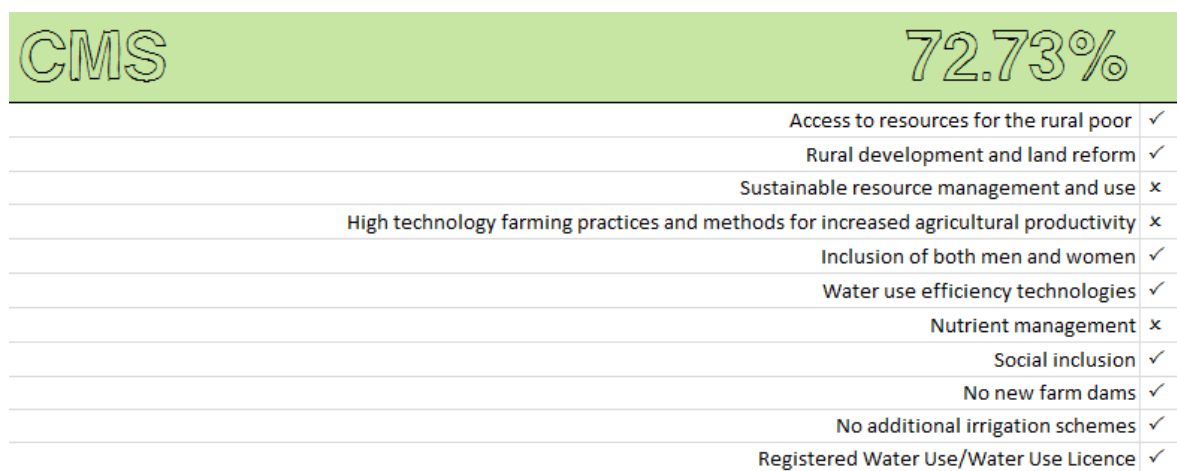 CMS 72.73%
Access to resources for the rural poor ✓
Rural development and land reform ✓
Sustainable resource management and use x
High technology farming practices and methods for increased agricultural productivity x
Inclusion of both men and women ✓
Water use efficiency technologies ✓
Nutrient management x
Social inclusion ✓
No new farm dams ✓
No additional irrigation schemes ✓
Registered Water Use/Water Use Licence ✓